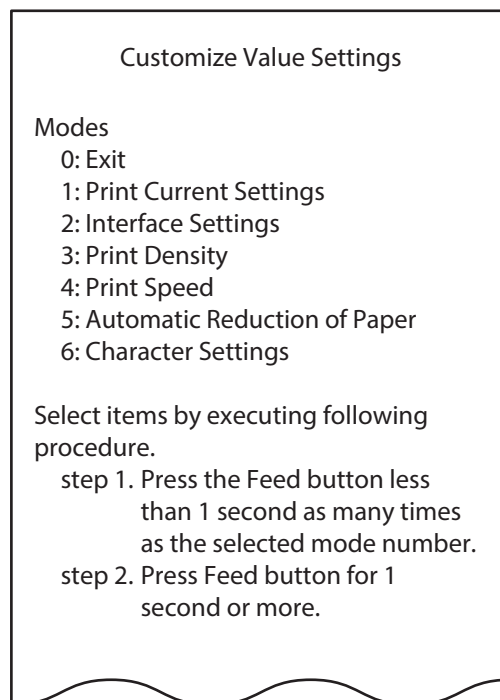 Customize Value Settings
Modes
0: Exit
1: Print Current Settings
2: Interface Settings
3: Print Density
4: Print Speed
5: Automatic Reduction of Paper
6: Character Settings
Select items by executing following
procedure.
step 1. Press the Feed button less
than 1 second as many times
as the selected mode number.
step 2. Press Feed button for 1
second or more.